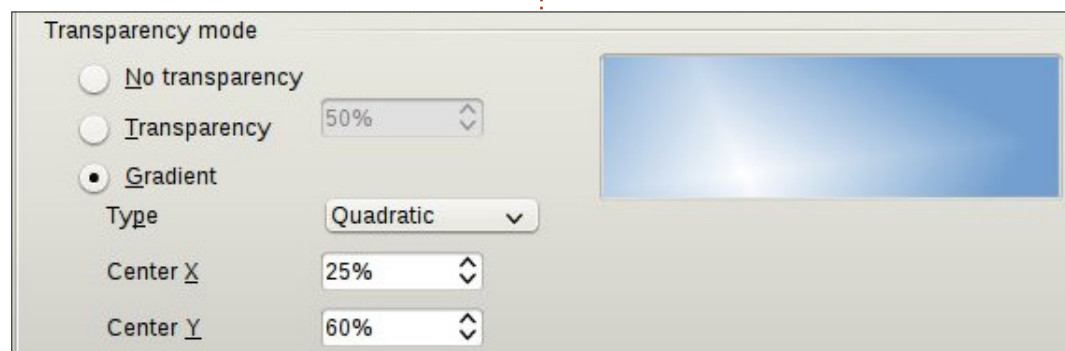 Transparency mode
No transparency
Transparency 50%
Gradient
Type Quadratic
Center X 25%
Center Y 60%